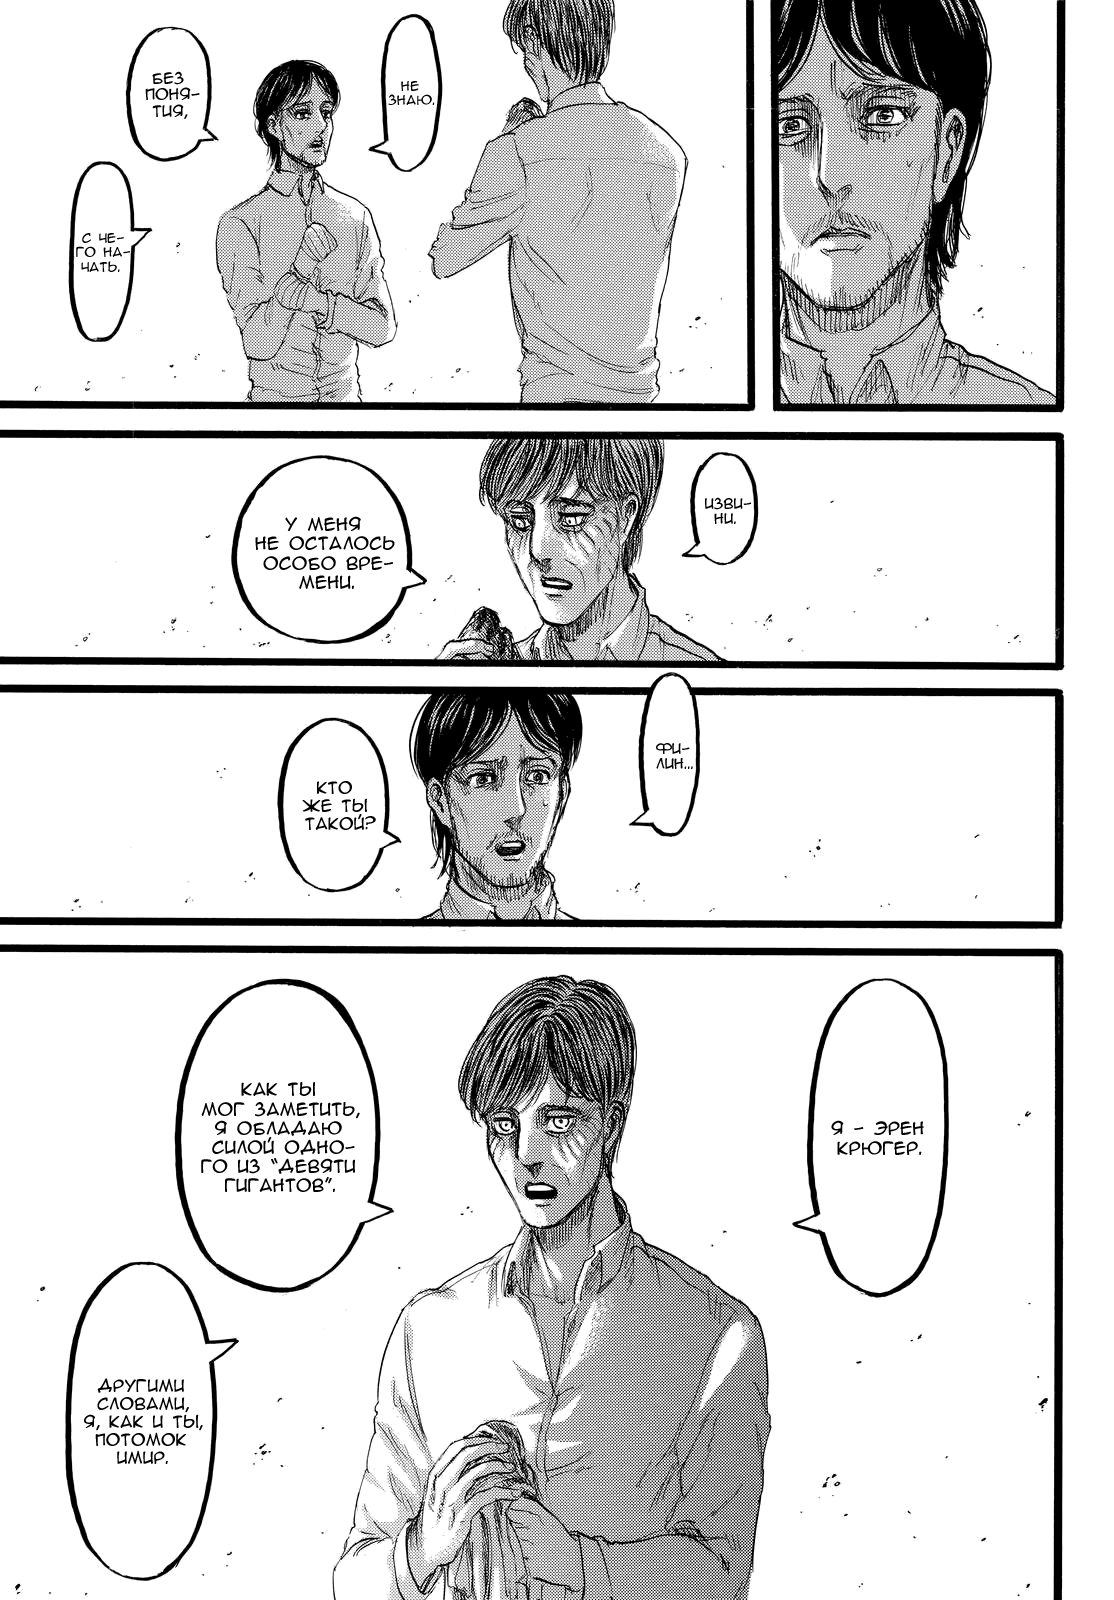 НЕ
ЗНАЮ.
БЕЗ
ПОНЯ-
ТИЯ,
С ЧЕ-
ГО НА-
ЧАТЬ.
ИЗВИ-
НИ.
У МЕНЯ
НЕ ОСТАЛОСЬ
ОСОБО ВРЕ-
МЕНИ.
ФИ-
ЛИН...
КТО
ЖЕ ТЫ
ТАКОЙ?
Я - ЭРЕН
КРЮГЕР.
КАК ТЫ
МОГ ЗАМЕТИТЬ,
Я ОБЛАДАЮ
СИЛОЙ ОДНО-
ГО ИЗ "ДЕВЯТИ
ГИГАНТОВ".
ДРУГИМИ
СЛОВАМИ,
Я, КАК И ТЫ,
ПОТОМОК
ИМИР.